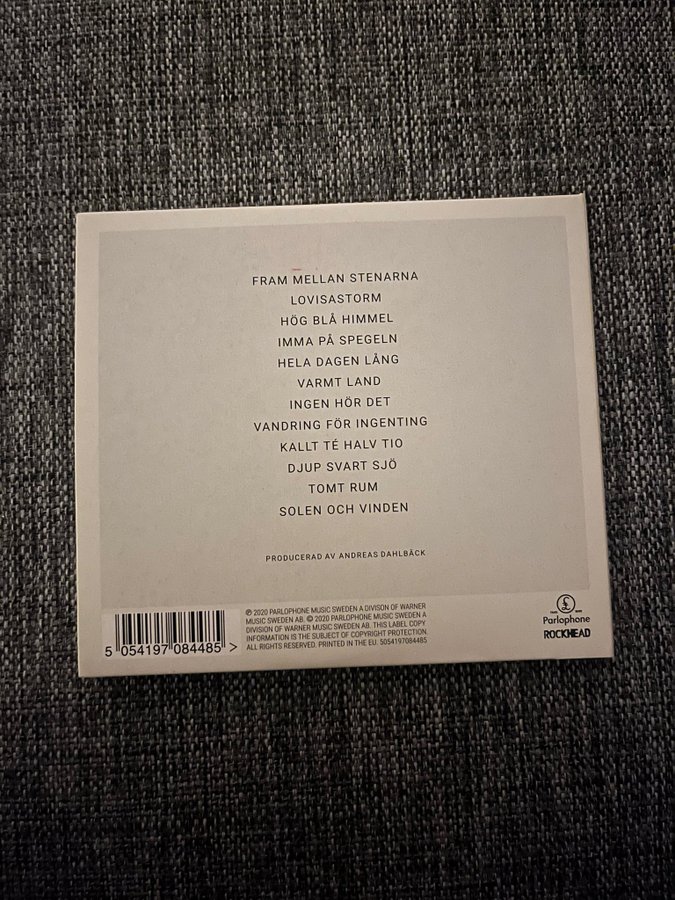 FRAM MELLAN STENARNA
LOVISASTORM
HÖG BLÅ HIMMEL
IMMA PÅ SPEGELN
HELA DAGEN LÅNG
VARMT LAND
INGEN HÖR DET
VANDRING FÖR INGENTING
KALLT TÉ HALV TIO
DJUP SVART SJÖ
TOMT RUM
SOLEN OCH VINDEN
PRODUCERAD AV ANDREAS DAHLBÄCK
5 054197 084485 >
℗ 2020 PARLOPHONE MUSIC SWEDEN A DIVISON OF WARNER
MUSIC SWEDEN AB. © 2020 PARLOPHONE MUSIC SWEDEN A
DIVISION OF WARNER MUSIC SWEDEN AB. THIS LABEL COPY
INFORMATION IS THE SUBJECT OF COPYRIGHT PROTECTION.
ALL RIGHTS RESERVED. PRINTED IN THE EU. 5054197084485
£
Parlophone
ROCKHEAD